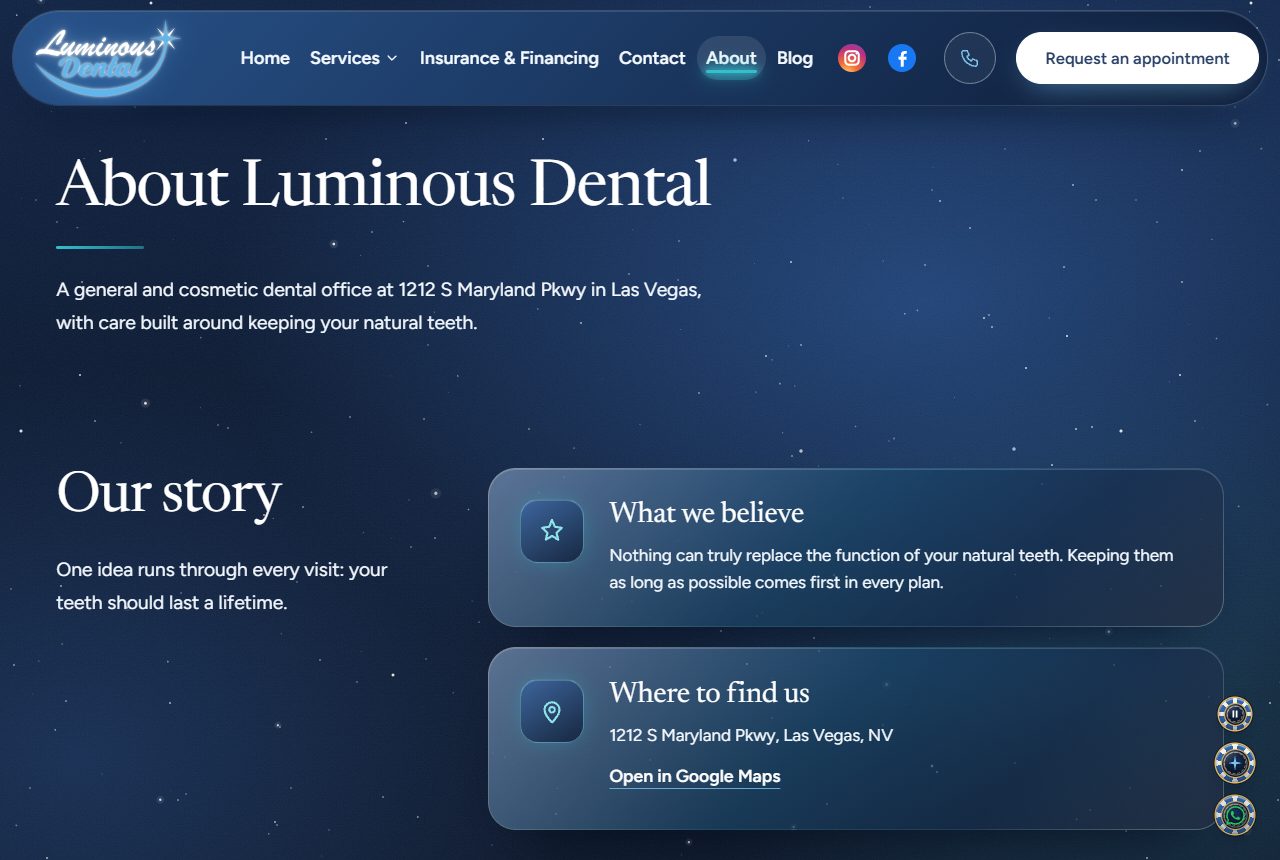 Luminous
Dental
Home
Services
Insurance & Financing
Contact
About
Blog
Request an appointment
About Luminous Dental
A general and cosmetic dental office at 1212 S Maryland Pkwy in Las Vegas,
with care built around keeping your natural teeth.
Our story
One idea runs through every visit: your
teeth should last a lifetime.
What we believe
Nothing can truly replace the function of your natural teeth. Keeping them
as long as possible comes first in every plan.
Where to find us
1212 S Maryland Pkwy, Las Vegas, NV
Open in Google Maps